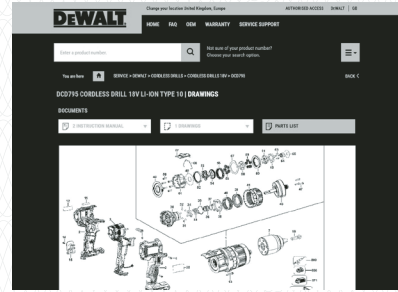 DEWALT
Change your location United Kingdom, Europe
AUTHORISED ACCESS DEWALT GB
HOME FAQ OEM WARRANTY SERVICE SUPPORT
Enter a product number.
Not sure of your product number?
Choose your search option.
You are here SERVICE > DEWALT > CORDLESS DRILLS > CORDLESS DRILLS 18V > DCD795
BACK <
DCD795 CORDLESS DRILL 18V LI-ION TYPE 10 | DRAWINGS
DOCUMENTS
INSTRUCTION MANUAL
DRAWINGS
PARTS LIST